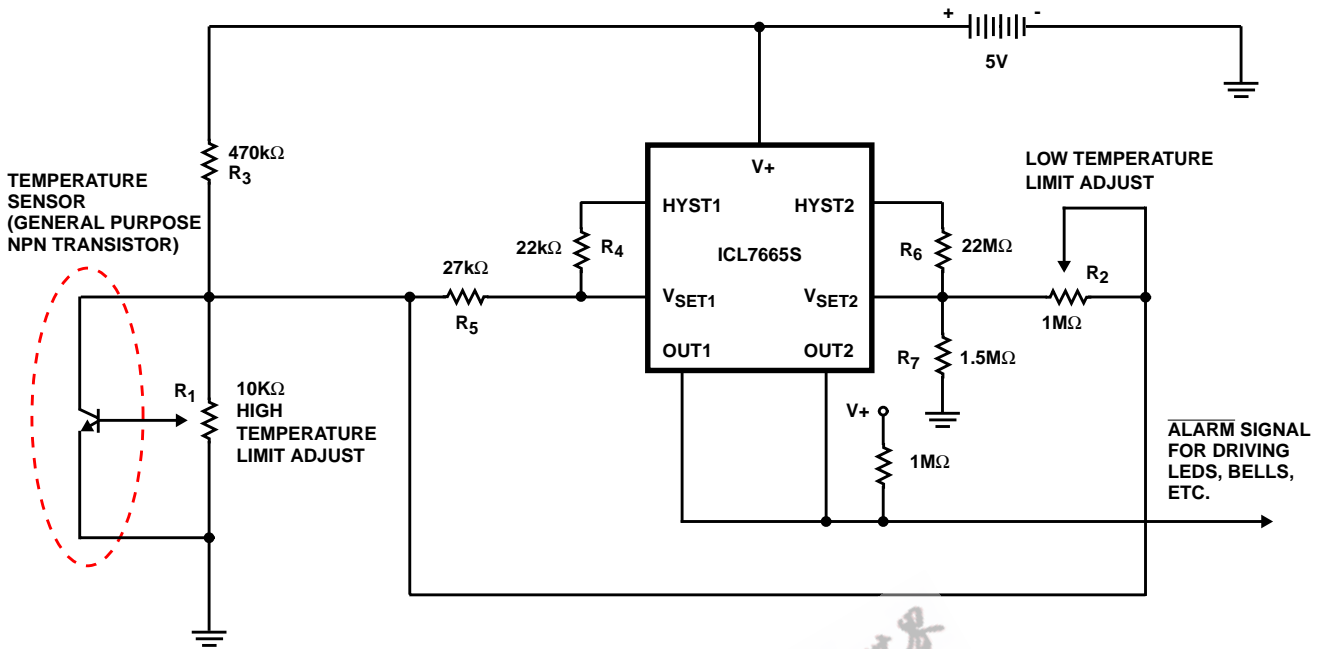 + -
5V
470kΩ
R3
TEMPERATURE
SENSOR
(GENERAL PURPOSE
NPN TRANSISTOR)
V+
HYST1
HYST2
ICL7665S
VSET1
VSET2
OUT1
OUT2
LOW TEMPERATURE
LIMIT ADJUST
22kΩ
R4
27kΩ
R5
R6
22MΩ
R2
1MΩ
R7
1.5MΩ
R1
10KΩ
HIGH
TEMPERATURE
LIMIT ADJUST
V+
1MΩ
ALARM SIGNAL
FOR DRIVING
LEDS, BELLS,
ETC.